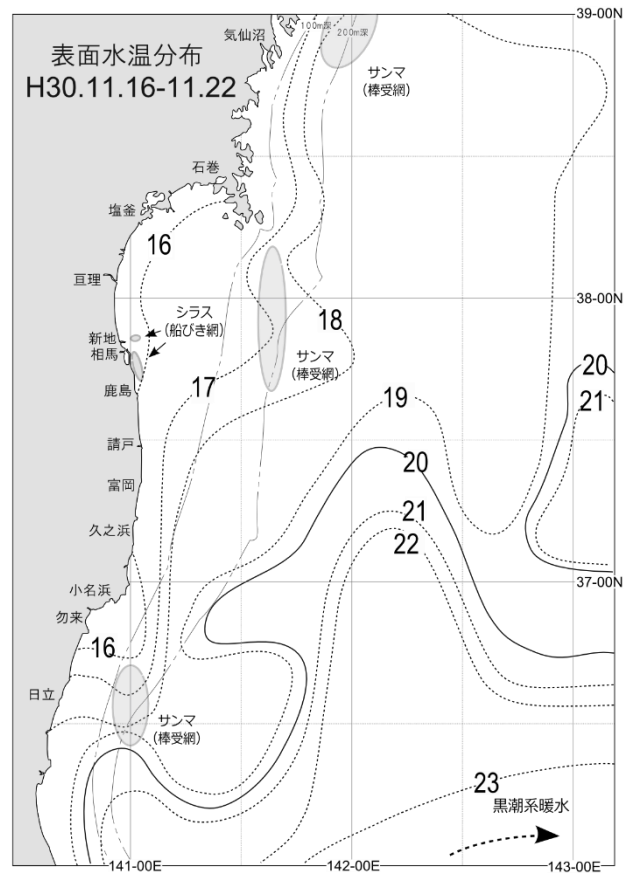 表面水温分布
H30.11.16-11.22
気仙沼
100m深
200m深
39-00N
サンマ
(棒受網)
石巻
塩釜
16
亘理
シラス
(船びき網)
新地
相馬
鹿島
38-00N
18
サンマ
(棒受網)
17
19
20
21
請戸
富岡
久之浜
20
21
22
小名浜
勿来
37-00N
16
日立
サンマ
(棒受網)
23
黒潮系暖水
141-00E
142-00E
143-00E